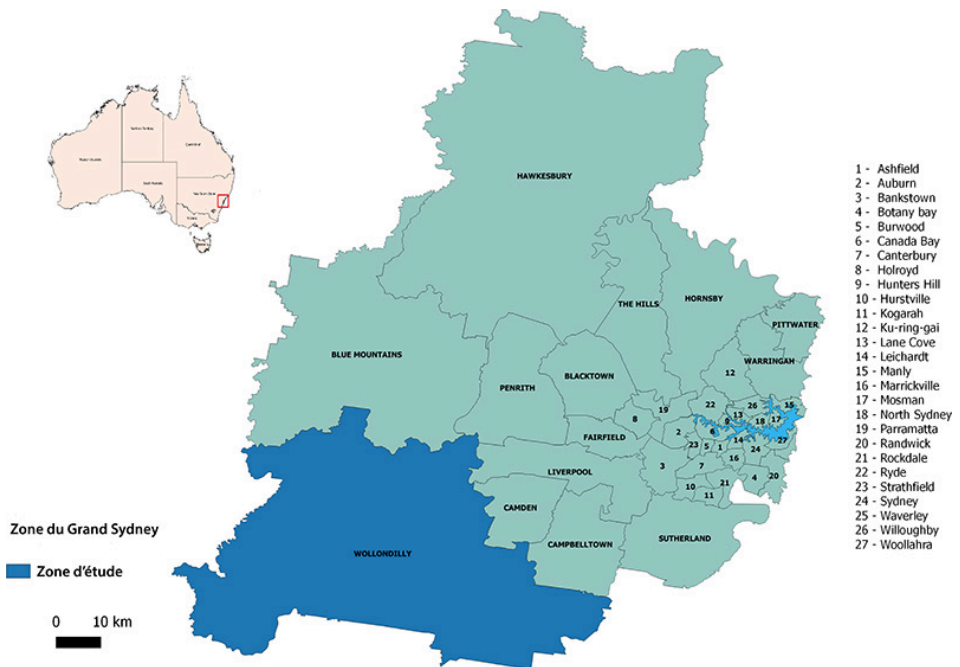 HAWKESBURY
THE HILLS
HORNSBY
PITTWATER
WARRINGAH
BLUE MOUNTAINS
PENRITH
BLACKTOWN
12
19
22
26
15
8
9
13
18
17
FAIRFIELD
2
6
14
27
23
5
1
24
16
LIVERPOOL
3
7
4
20
10
21
11
CAMDEN
CAMPBELLTOWN
SUTHERLAND
WOLLONDILLY
1 - Ashfield
2 - Auburn
3 - Bankstown
4 - Botany bay
5 - Burwood
6 - Canada Bay
7 - Canterbury
8 - Holroyd
9 - Hunters Hill
10 - Hurstville
11 - Kogarah
12 - Ku-ring-gai
13 - Lane Cove
14 - Leichardt
15 - Manly
16 - Marrickville
17 - Mosman
18 - North Sydney
19 - Parramatta
20 - Randwick
21 - Rockdale
22 - Ryde
23 - Strathfield
24 - Sydney
25 - Waverley
26 - Willoughby
27 - Woollahra
Zone du Grand Sydney
Zone d'étude
0 10 km